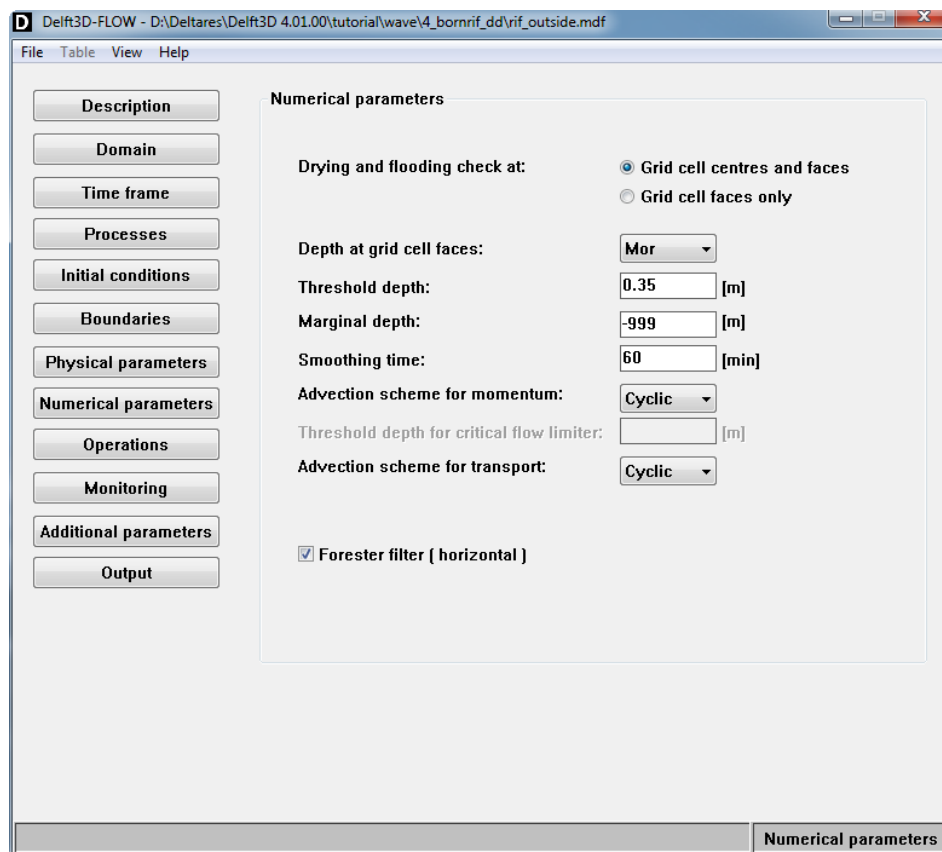 D Delft3D-FLOW - D:\Deltares\Delft3D 4.01.00\tutorial\wave\4_bornrif_dd\rif_outside.mdf
File Table View Help
Description
Domain
Time frame
Processes
Initial conditions
Boundaries
Physical parameters
Numerical parameters
Operations
Monitoring
Additional parameters
Output
Numerical parameters
Drying and flooding check at:
Grid cell centres and faces
Grid cell faces only
Depth at grid cell faces: Mor
Threshold depth: 0.35 [m]
Marginal depth: -999 [m]
Smoothing time: 60 [min]
Advection scheme for momentum: Cyclic
Threshold depth for critical flow limiter: [m]
Advection scheme for transport: Cyclic
Forester filter ( horizontal )
Numerical parameters